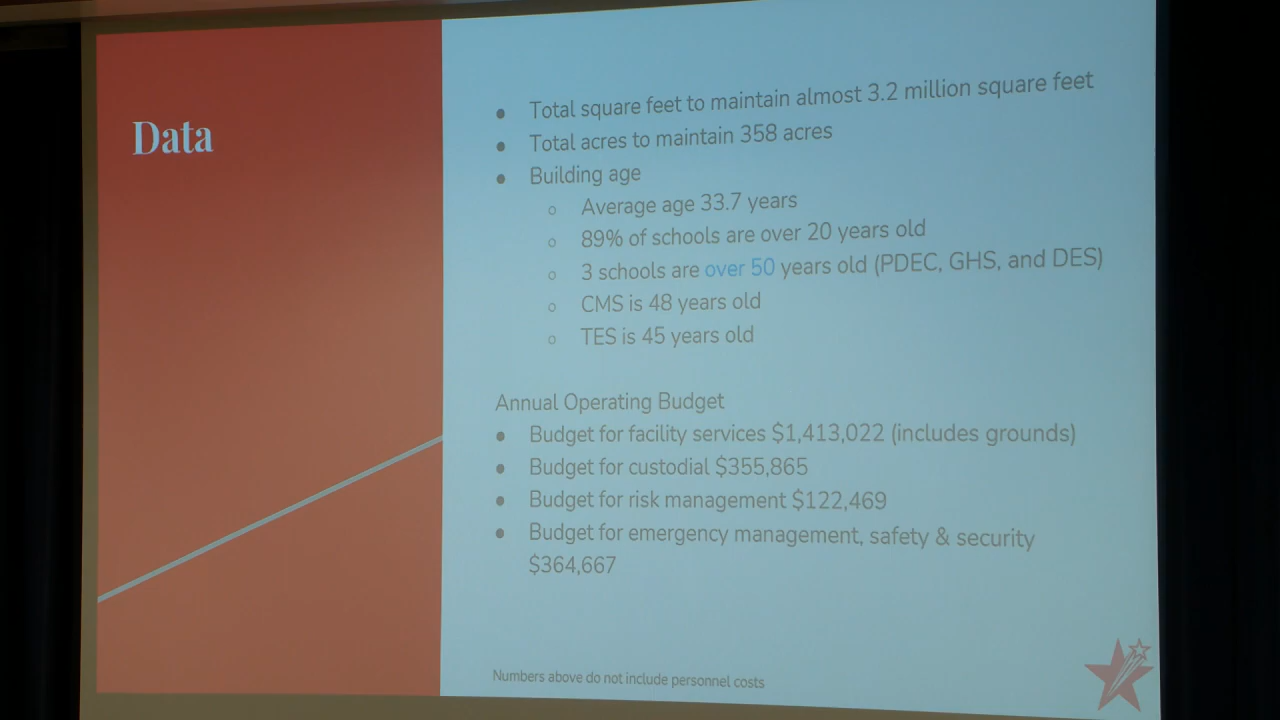 Data
• Total square feet to maintain almost 3.2 million square feet
• Total acres to maintain 358 acres
• Building age
○ Average age 33.7 years
○ 89% of schools are over 20 years old
○ 3 schools are over 50 years old (PDEC, GHS, and DES)
○ CMS is 48 years old
○ TES is 45 years old
Annual Operating Budget
• Budget for facility services $1,413,022 (includes grounds)
• Budget for custodial $355,865
• Budget for risk management $122,469
• Budget for emergency management, safety & security
$364,667
Numbers above do not include personnel costs